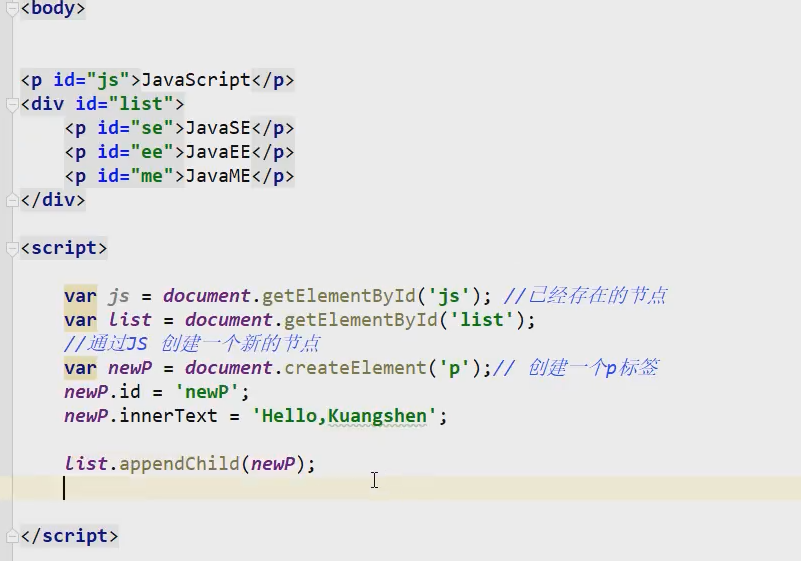 <body>
<p id="js">JavaScript</p>
<div id="list">
<p id="se">JavaSE</p>
<p id="ee">JavaEE</p>
<p id="me">JavaME</p>
</div>
<script>
var js = document.getElementById('js'); //已经存在的节点
var list = document.getElementById('list');
//通过JS 创建一个新的节点
var newP = document.createElement('p');// 创建一个p标签
newP.id = 'newP';
newP.innerText = 'Hello,Kuangshen';
list.appendChild(newP);
</script>